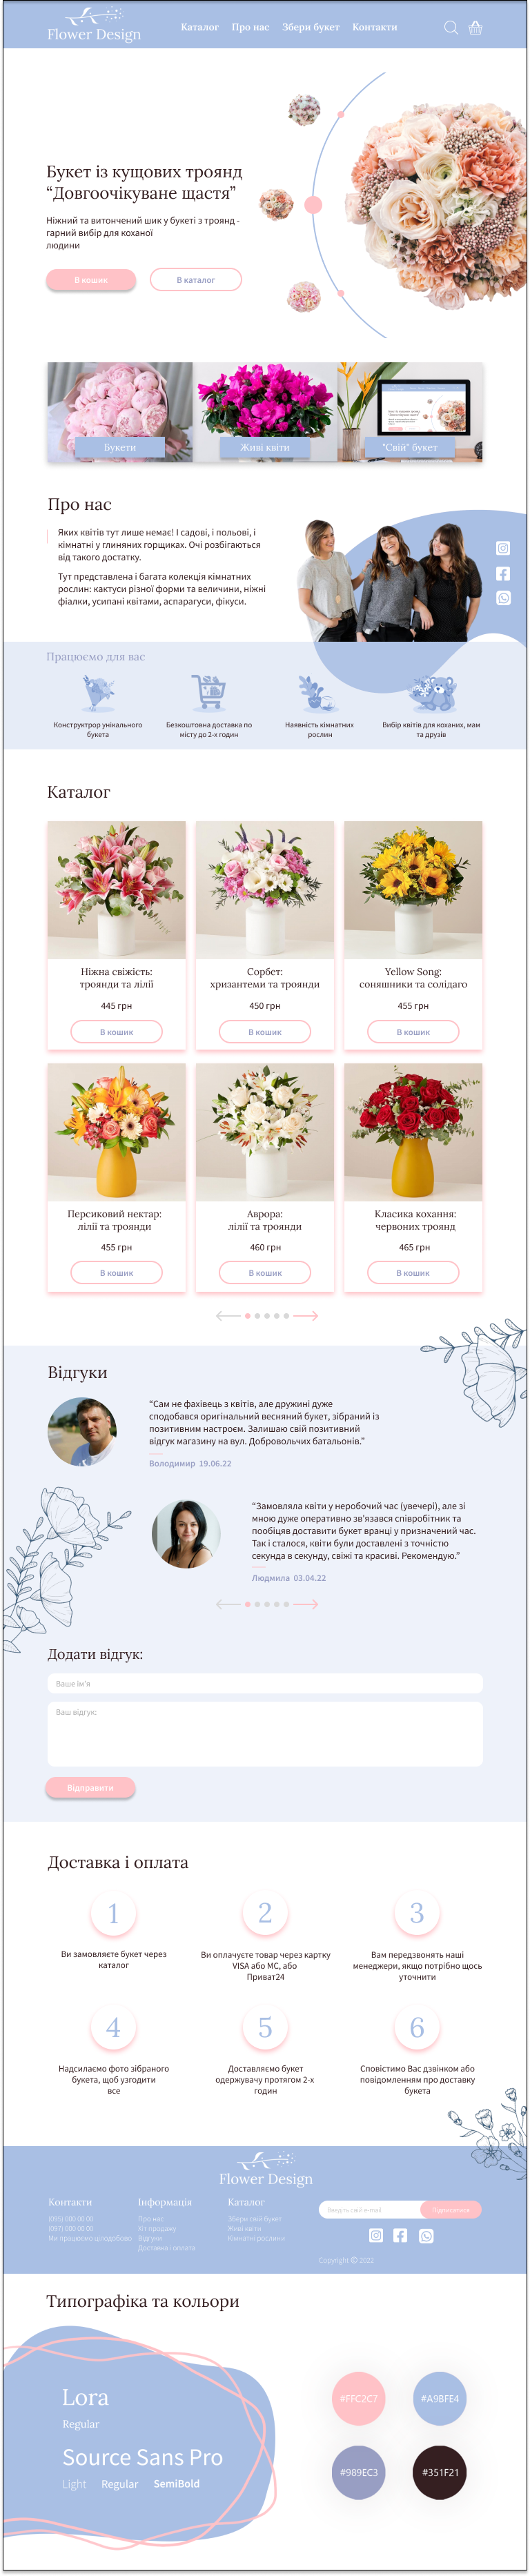 Flower Design
Каталог Про нас Збери букет Контакти
Букет із кущових троянд
“Довгоочікуване щастя”
Ніжний та витончений шик у букеті з троянд -
гарний вибір для коханої
людини
В кошик
В каталог
Букети
Живі квіти
"Свій" букет
Про нас
Яких квітів тут лише немає! І садові, і польові, і
кімнатні у глиняних горщиках. Очі розбігаються
від такого достатку.
Тут представлена і багата колекція кімнатних
рослин: кактуси різної форми та величини, ніжні
фіалки, усипані квітами, аспарагуси, фікуси.
Працюємо для вас
Конструктрор унікального
букета
Безкоштовна доставка по
місту до 2-х годин
Наявність кімнатних
рослин
Вибір квітів для коханих, мам
та друзів
Каталог
Ніжна свіжість:
троянди та лілії
445 грн
В кошик
Сорбет:
хризантеми та троянди
450 грн
В кошик
Yellow Song:
соняшники та солідаго
455 грн
В кошик
Персиковий нектар:
лілії та троянди
455 грн
В кошик
Аврора:
лілії та троянди
460 грн
В кошик
Класика кохання:
червоних троянд
465 грн
В кошик
Відгуки
“Сам не фахівець з квітів, але дружині дуже
сподобався оригінальний весняний букет, зібраний із
позитивним настроєм. Залишаю свій позитивний
відгук магазину на вул. Добровольчих батальонів.”
Володимир 19.06.22
“Замовляла квіти у неробочий час (увечері), але зі
мною дуже оперативно зв’язався співробітник та
пообіцяв доставити букет вранці у призначений час.
Так і сталося, квіти були доставлені з точністю
секунда в секунду, свіжі та красиві. Рекомендую.”
Людмила 03.04.22
Додати відгук:
Ваше ім’я
Ваш відгук:
Відправити
Доставка і оплата
1
Ви замовляєте букет через
каталог
2
Ви оплачуєте товар через картку
VISA або MC, або
Приват24
3
Вам передзвонять наші
менеджери, якщо потрібно щось
уточнити
4
Надсилаємо фото зібраного
букета, щоб узгодити
все
5
Доставляємо букет
одержувачу протягом 2-х
годин
6
Сповістимо Вас дзвінком або
повідомленням про доставку
букета
Flower Design
Контакти
(095) 000 00 00
(097) 000 00 00
Ми працюємо цілодобово
Інформація
Про нас
Хіт продажу
Відгуки
Доставка і оплата
Каталог
Збери свій букет
Живі квіти
Кімнатні рослини
Введіть свій e-mail
Підписатися
Copyright © 2022
Типографіка та кольори
Lora
Regular
Source Sans Pro
Light Regular SemiBold
#FFC2C7
#A9BFE4
#989EC3
#351F21